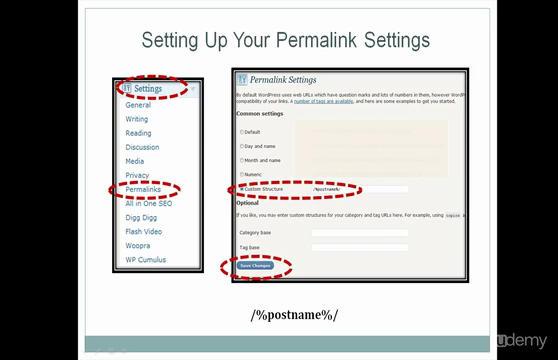 Setting Up Your Permalink Settings
Settings
General
Writing
Reading
Discussion
Media
Privacy
Permalinks
All in One SEO
Digg Digg
Flash Video
Woopra
WP Cumulus
Permalink Settings
By default WordPress uses web URLs which have question marks and lots of numbers in them, however WordP
compatibility of your links. A number of tags are available, and here are some examples to get you started.
Common settings
Default
Day and name
Month and name
Numeric
Custom Structure /%postname%/
Optional
If you like, you may enter custom structures for your category and tag URLs here. For example, using topics a
Category base
Tag base
Save Changes
/%postname%/
udemy